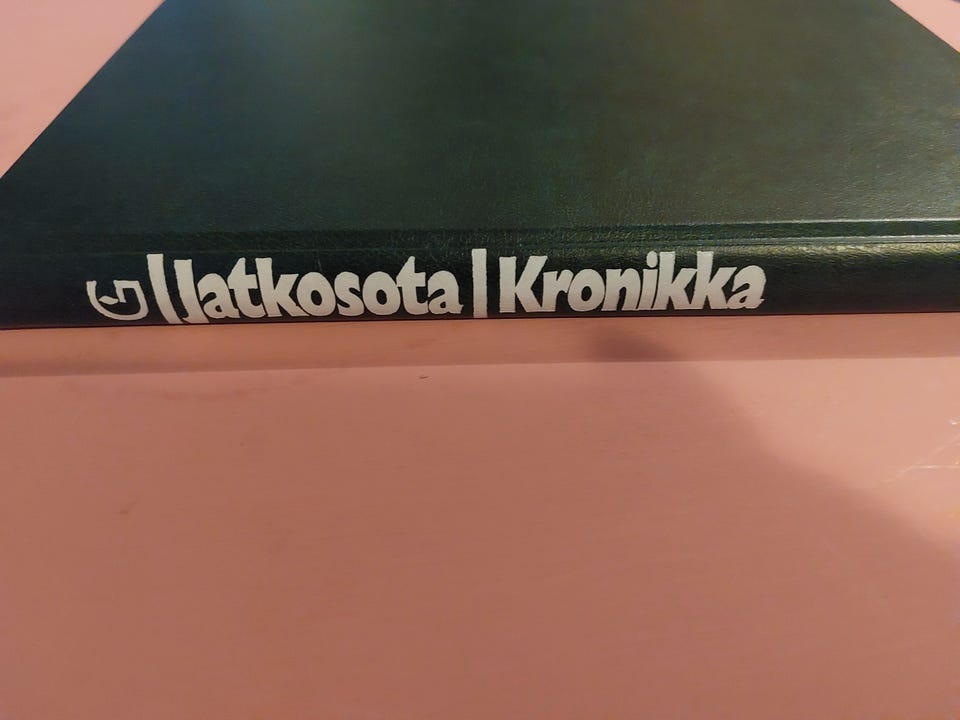 G | Jatkosota | Kronikka